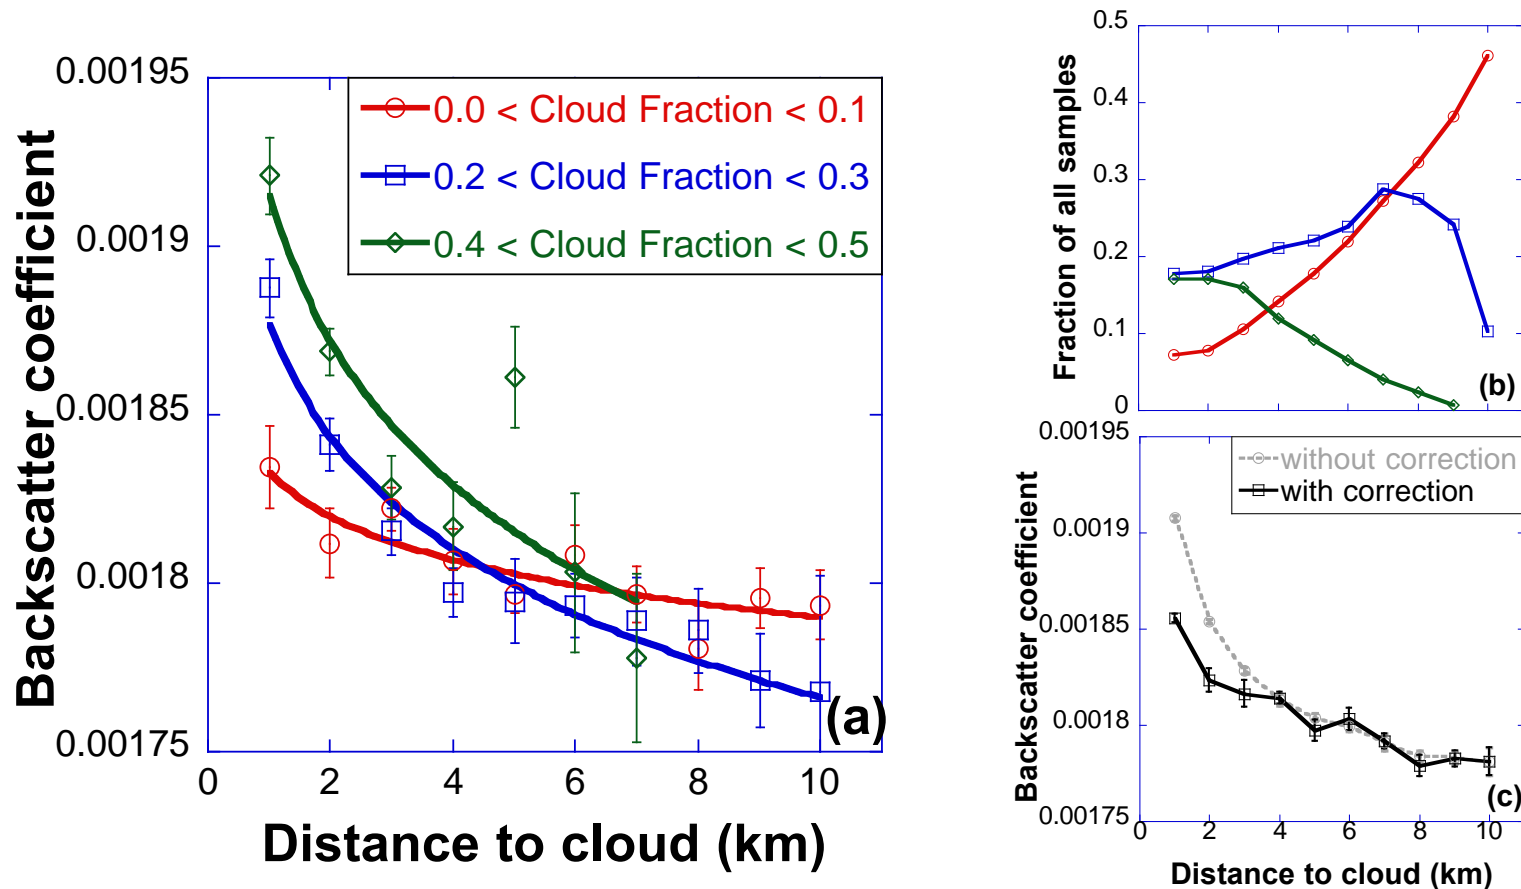 Backscatter coefficient
0.00195
0.0019
0.00185
0.0018
0.00175
0.0 < Cloud Fraction < 0.1
0.2 < Cloud Fraction < 0.3
0.4 < Cloud Fraction < 0.5
(a)
0 2 4 6 8 10
Distance to cloud (km)
Fraction of all samples
0.5
0.4
0.3
0.2
0.1
0
(b)
Backscatter coefficient
0.00195
0.0019
0.00185
0.0018
0.00175
without correction
with correction
(c)
0 2 4 6 8 10
Distance to cloud (km)